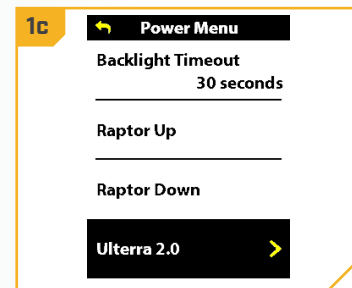 1c
Power Menu
Backlight Timeout
30 seconds
Raptor Up
Raptor Down
Ulterra 2.0